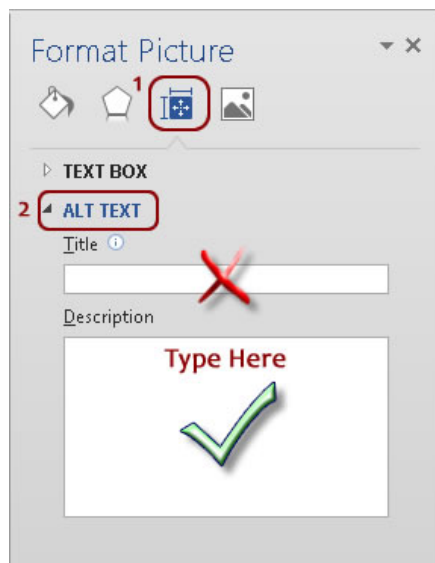 Format Picture
1
TEXT BOX
2 ALT TEXT
Title
Description
Type Here